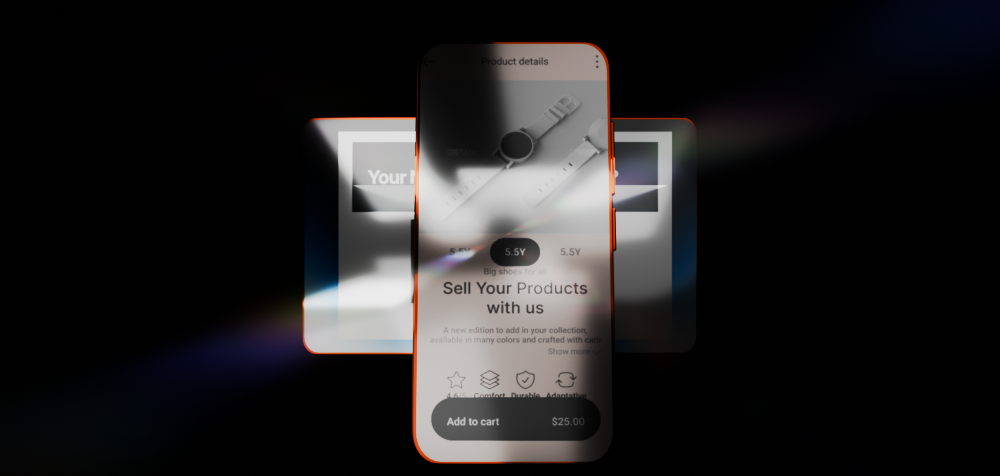 Product details
Your
?
5.5Y 5.5Y 5.5Y
Big shoes for all
Sell Your Products
with us
A new edition to add in your collection,
available in many colors and crafted with care
Show more
4.6/5 Comfort Durable Adaptative
Add to cart $25.00